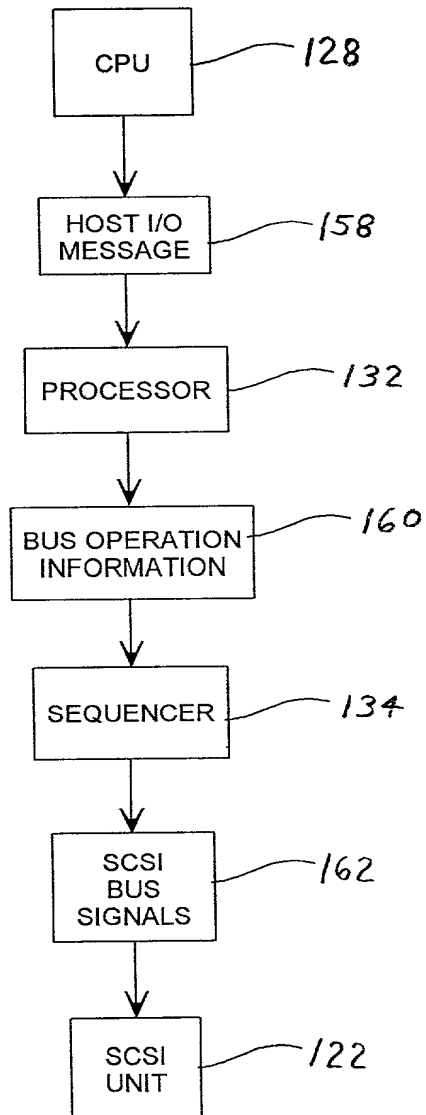 CPU
128
HOST I/O
MESSAGE
158
PROCESSOR
132
BUS OPERATION
INFORMATION
160
SEQUENCER
134
SCSI
BUS
SIGNALS
162
SCSI
UNIT
122